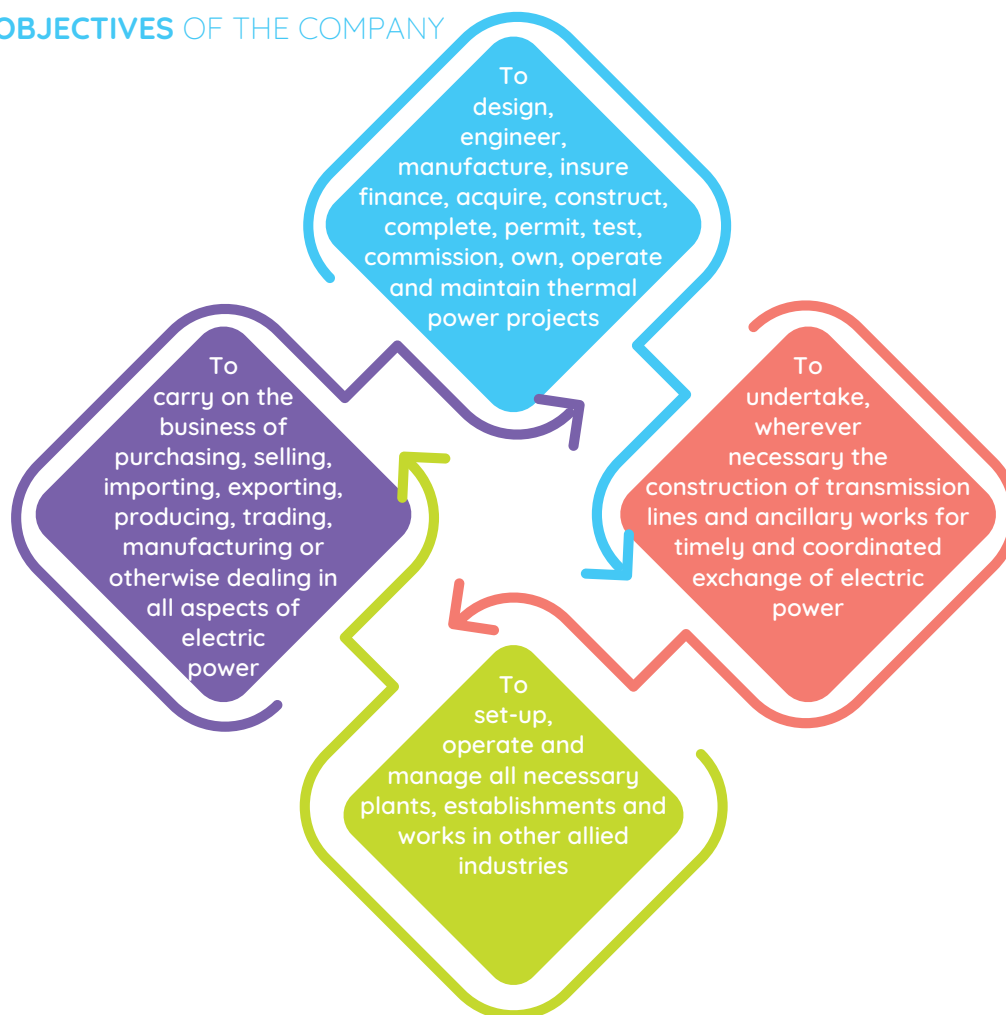 OBJECTIVES OF THE COMPANY
To
design,
engineer,
manufacture, insure
finance, acquire, construct,
complete, permit, test,
commission, own, operate
and maintain thermal
power projects
To
carry on the
business of
purchasing, selling,
importing, exporting,
producing, trading,
manufacturing or
otherwise dealing in
all aspects of
electric
power
To
undertake,
wherever
necessary the
construction of transmission
lines and ancillary works for
timely and coordinated
exchange of electric
power
To
set-up,
operate and
manage all necessary
plants, establishments and
works in other allied
industries